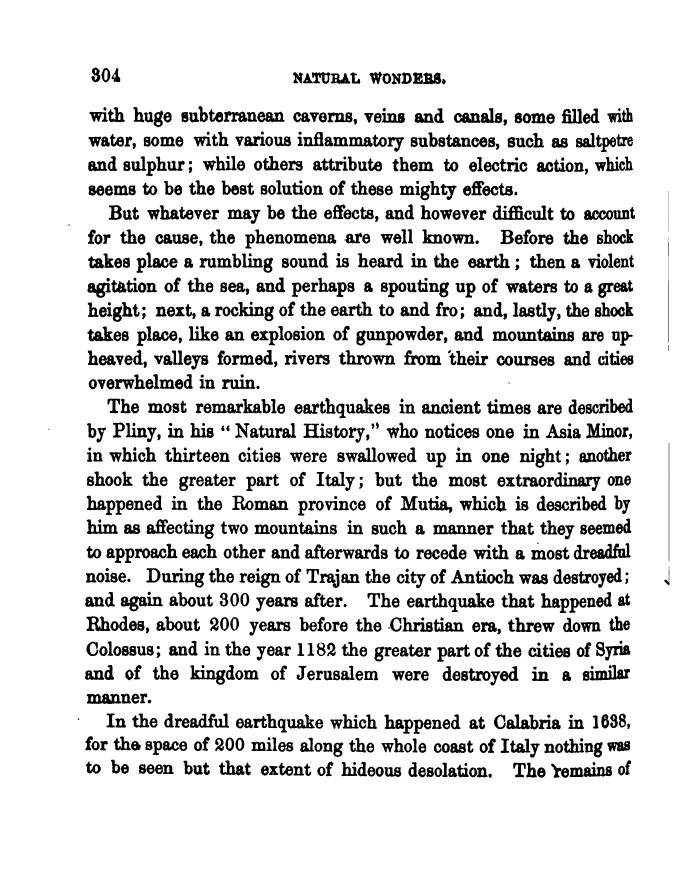 304 NATURAL WONDERS.
with huge subterranean caverns, veins and canals, some filled with
water, some with various inflammatory substances, such as saltpetre
and sulphur; while others attribute them to electric action, which
seems to be the best solution of these mighty effects.
But whatever may be the effects, and however difficult to account
for the cause, the phenomena are well known. Before the shock
takes place a rumbling sound is heard in the earth; then a violent
agitation of the sea, and perhaps a spouting up of waters to a great
height; next, a rocking of the earth to and fro; and, lastly, the shock
takes place, like an explosion of gunpowder, and mountains are up-
heaved, valleys formed, rivers thrown from their courses and cities
overwhelmed in ruin.
The most remarkable earthquakes in ancient times are described
by Pliny, in his "Natural History," who notices one in Asia Minor,
in which thirteen cities were swallowed up in one night; another
shook the greater part of Italy; but the most extraordinary one
happened in the Roman province of Mutia, which is described by
him as affecting two mountains in such a manner that they seemed
to approach each other and afterwards to recede with a most dreadful
noise. During the reign of Trajan the city of Antioch was destroyed;
and again about 300 years after. The earthquake that happened at
Rhodes, about 200 years before the Christian era, threw down the
Colossus; and in the year 1182 the greater part of the cities of Syria
and of the kingdom of Jerusalem were destroyed in a similar
manner.
In the dreadful earthquake which happened at Calabria in 1638,
for the space of 200 miles along the whole coast of Italy nothing was
to be seen but that extent of hideous desolation. The remains of